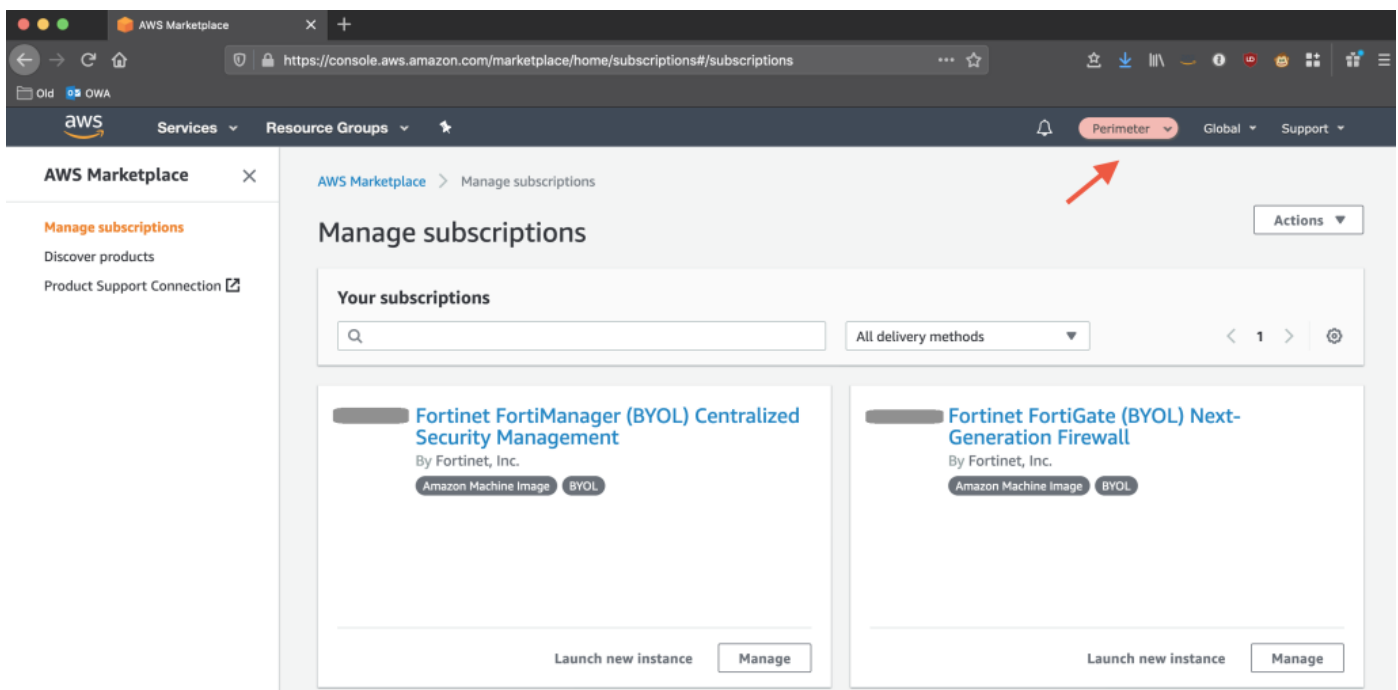 AWS Marketplace
https://console.aws.amazon.com/marketplace/home/subscriptions#/subscriptions
Old OWA
aws Services Resource Groups Perimeter Global Support
AWS Marketplace
Manage subscriptions
Discover products
Product Support Connection
AWS Marketplace > Manage subscriptions
Manage subscriptions
Actions
Your subscriptions
All delivery methods
< 1 >
Fortinet FortiManager (BYOL) Centralized
Security Management
By Fortinet, Inc.
Amazon Machine Image BYOL
Launch new instance Manage
Fortinet FortiGate (BYOL) Next-
Generation Firewall
By Fortinet, Inc.
Amazon Machine Image BYOL
Launch new instance Manage